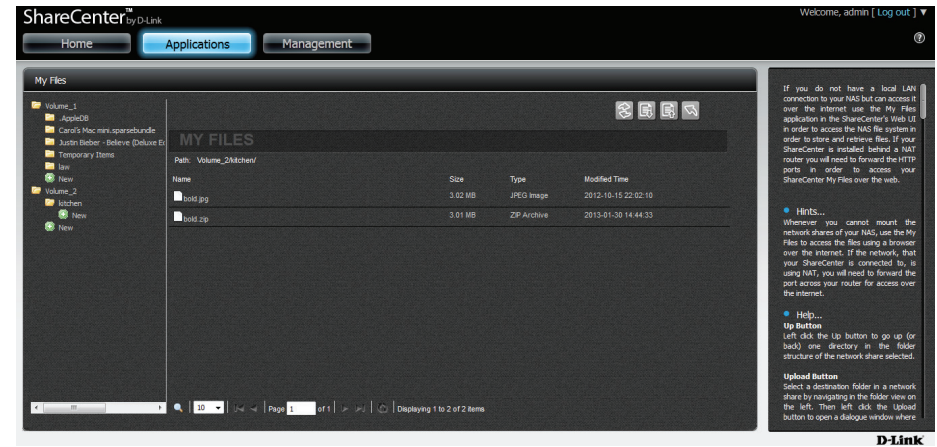 ShareCenter™ by D-Link
Welcome, admin [ Log out ] ▼
Home
Applications
Management
My Files
Volume_1
.AppleDB
Carol's Mac mini.sparsebundle
Justin Bieber - Believe (Deluxe Ec
Temporary Items
law
New
Volume_2
kitchen
New
New
MY FILES
Path: Volume_2/kitchen/
Name Size Type Modified Time
bold.jpg 3.02 MB JPEG Image 2012-10-15 22:02:10
bold.zip 3.01 MB ZIP Archive 2013-01-30 14:44:33
10 Page 1 of 1 Displaying 1 to 2 of 2 items
If you do not have a local LAN
connection to your NAS but can access it
over the internet use the My Files
application in the ShareCenter's Web UI
in order to access the NAS file system in
order to store and retrieve files. If your
ShareCenter is installed behind a NAT
router you will need to forward the HTTP
ports in order to access your
ShareCenter My Files over the web.
Hints...
Whenever you cannot mount the
network shares of your NAS, use the My
Files to access the files using a browser
over the internet. If the network, that
your ShareCenter is connected to, is
using NAT, you will need to forward the
port across your router for access over
the internet.
Help...
Up Button
Left click the Up button to go up (or
back) one directory in the folder
structure of the network share selected.
Upload Button
Select a destination folder in a network
share by navigating in the folder view on
the left. Then left click the Upload
button to open a dialogue window where
D-Link